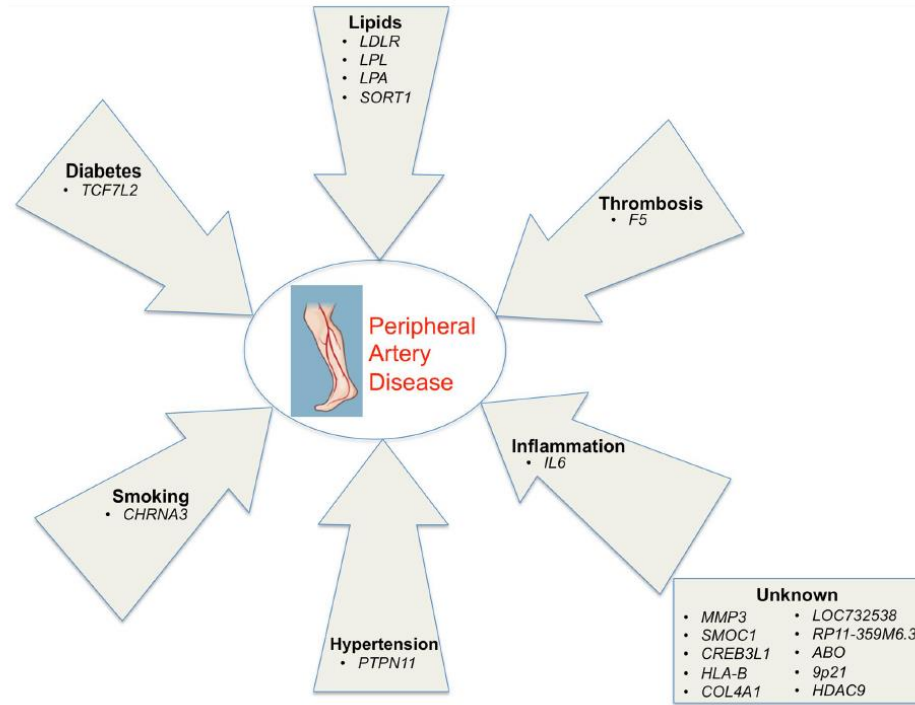 Lipids
• LDLR
• LPL
• LPA
• SORT1
Diabetes
• TCF7L2
Thrombosis
• F5
Peripheral
Artery
Disease
Inflammation
• IL6
Smoking
• CHRNA3
Hypertension
• PTPN11
Unknown
• MMP3
• SMOC1
• CREB3L1
• HLA-B
• COL4A1
• LOC732538
• RP11-359M6.3
• ABO
• 9p21
• HDAC9